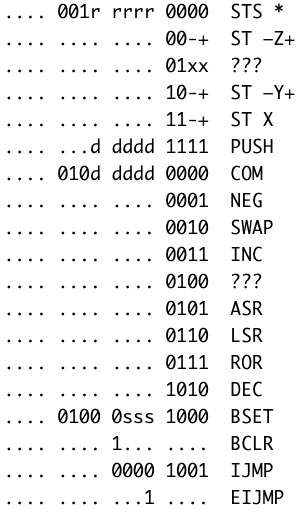 .... 001r rrrr 0000 STS *
.... .... .... 00-+ ST –Z+
.... .... .... 01xx ???
.... .... .... 10-+ ST –Y+
.... .... .... 11-+ ST X
.... ...d dddd 1111 PUSH
.... 010d dddd 0000 COM
.... .... .... 0001 NEG
.... .... .... 0010 SWAP
.... .... .... 0011 INC
.... .... .... 0100 ???
.... .... .... 0101 ASR
.... .... .... 0110 LSR
.... .... .... 0111 ROR
.... .... .... 1010 DEC
.... 0100 0sss 1000 BSET
.... .... 1... .... BCLR
.... .... 0000 1001 IJMP
.... .... ...1 .... EIJMP